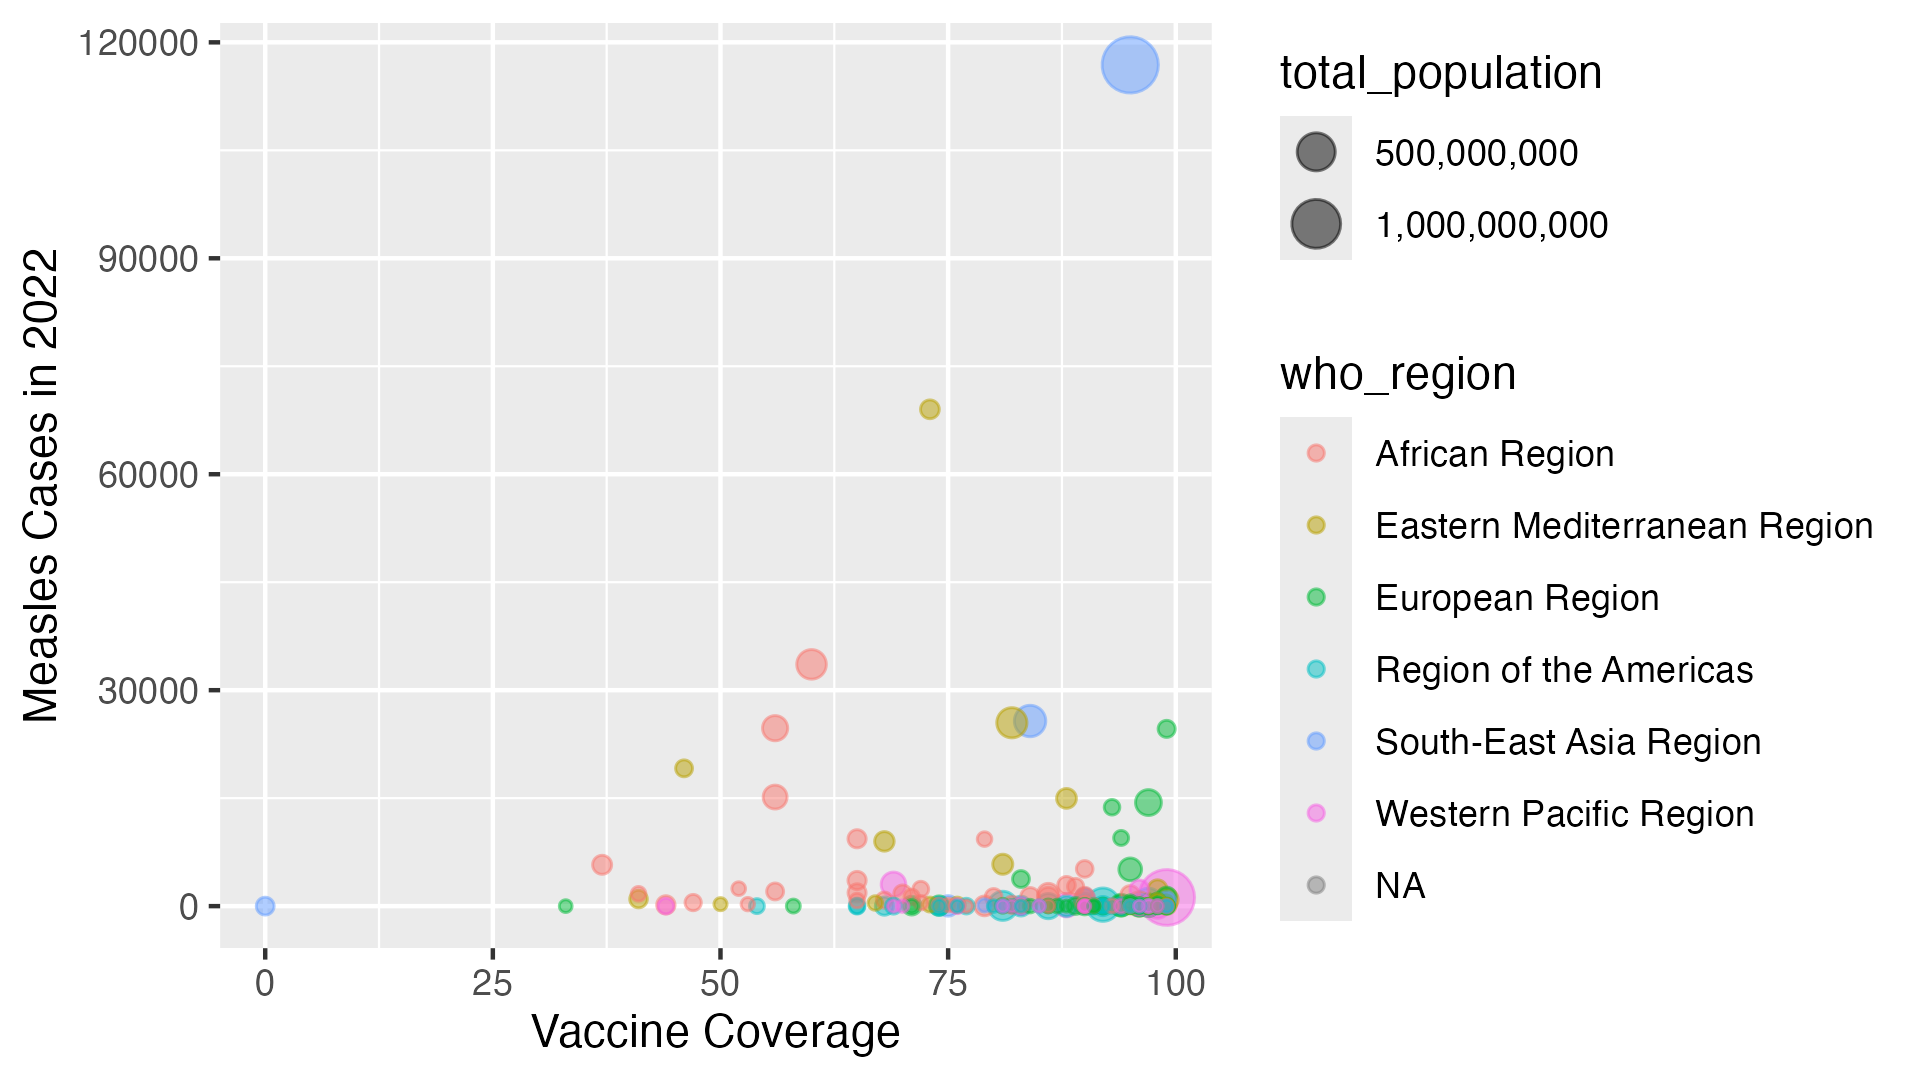 120000
90000
60000
30000
0
Measles Cases in 2022
0
25
50
75
100
Vaccine Coverage
total_population
500,000,000
1,000,000,000
who_region
African Region
Eastern Mediterranean Region
European Region
Region of the Americas
South-East Asia Region
Western Pacific Region
NA